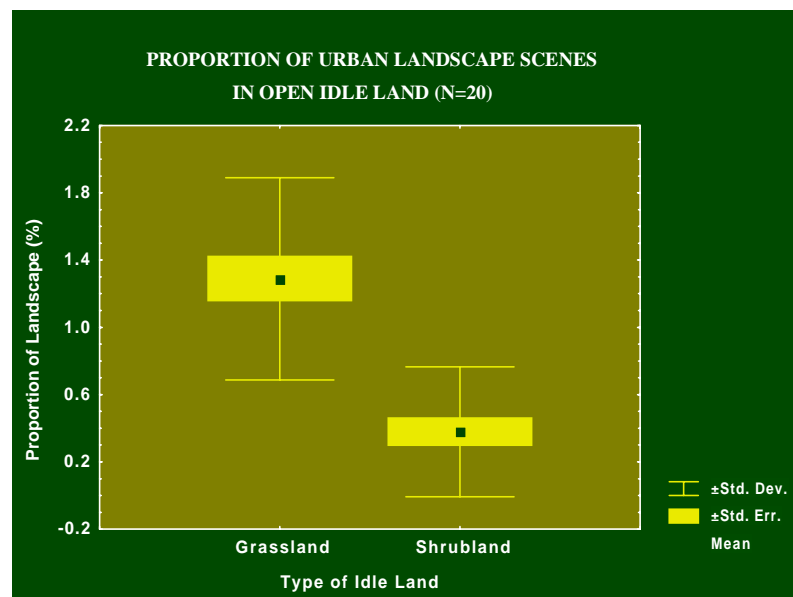 PROPORTION OF URBAN LANDSCAPE SCENES
IN OPEN IDLE LAND (N=20)
Proportion of Landscape (%)
2.2
1.8
1.4
1.0
0.6
0.2
-0.2
Grassland Shrubland
Type of Idle Land
±Std. Dev.
±Std. Err.
Mean